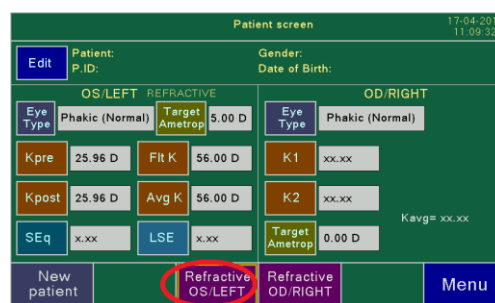 Patient screen
17-04-201
11:09:32
Edit
Patient:
P.ID:
Gender:
Date of Birth:
OS/LEFT REFRACTIVE
Eye Type
Phakic (Normal)
Target Ametrop
5.00 D
Kpre 25.96 D
Flt K 56.00 D
Kpost 25.96 D
Avg K 56.00 D
SEq x.xx
LSE x.xx
OD/RIGHT
Eye Type
Phakic (Normal)
K1 xx.xx
K2 xx.xx
Kavg= xx.xx
Target Ametrop
0.00 D
New patient
Refractive OS/LEFT
Refractive OD/RIGHT
Menu